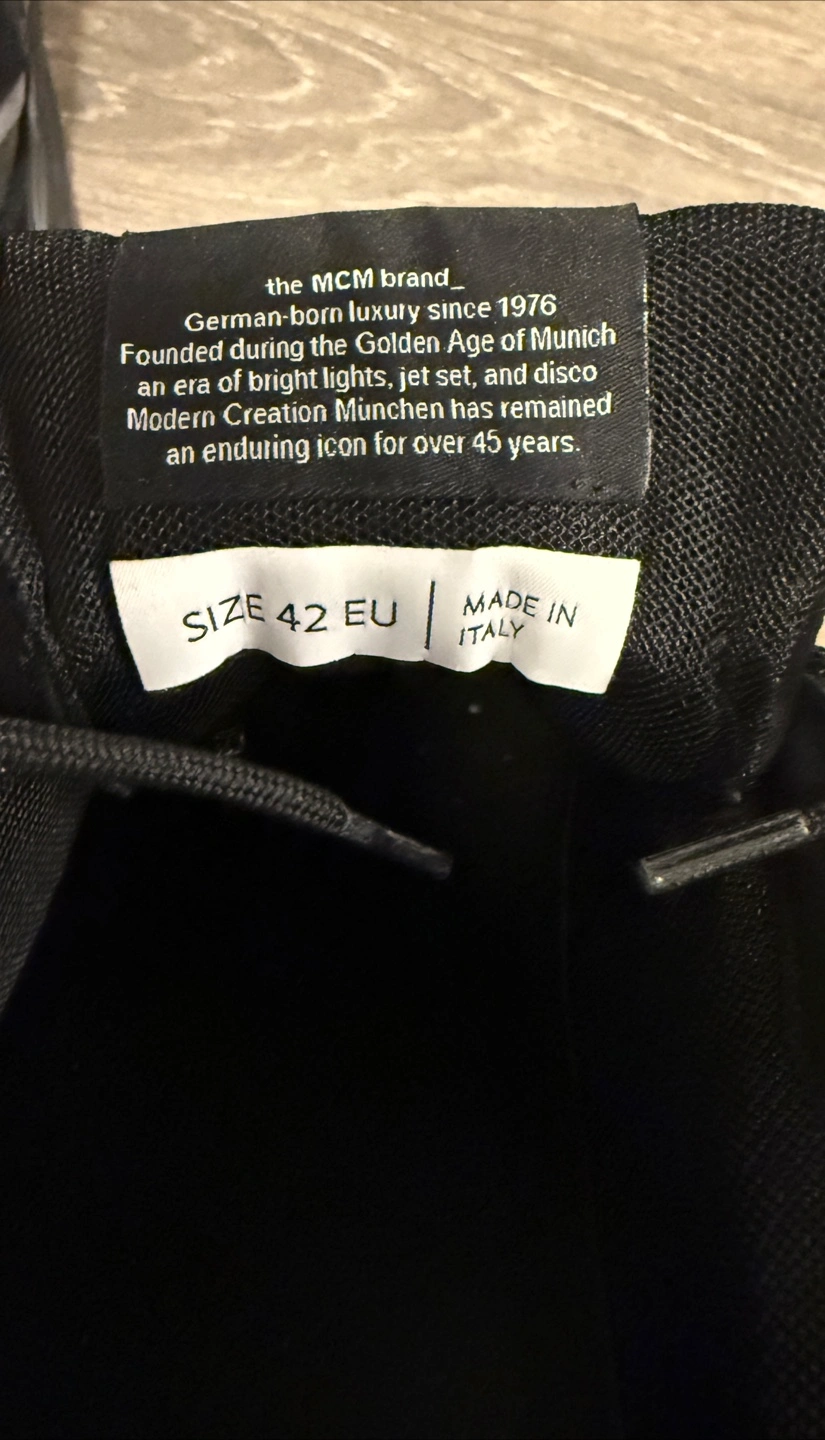 the MCM brand_
German-born luxury since 1976
Founded during the Golden Age of Munich
an era of bright lights, jet set, and disco
Modern Creation München has remained
an enduring icon for over 45 years.
SIZE 42 EU | MADE IN
ITALY